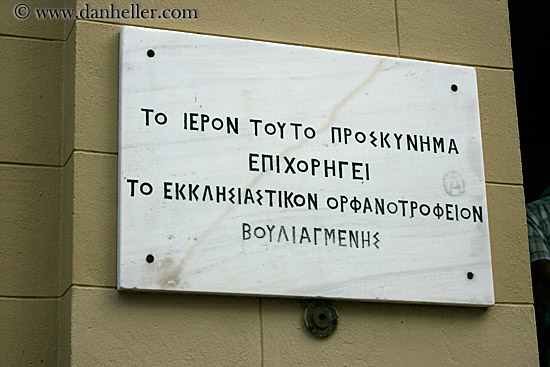 www.danheller.com
ΤΟ ΙΕΡΟΝ ΤΟΥΤΟ ΠΡΟΣΚΥΝΗΜΑ
ΕΠΙΧΟΡΗΓΕΙ
ΤΟ ΕΚΚΛΗΣΙΑΣΤΙΚΟΝ ΟΡΦΑΝΟΤΡΟΦΕΙΟΝ
ΒΟΥΛΙΑΓΜΕΝΗΣ